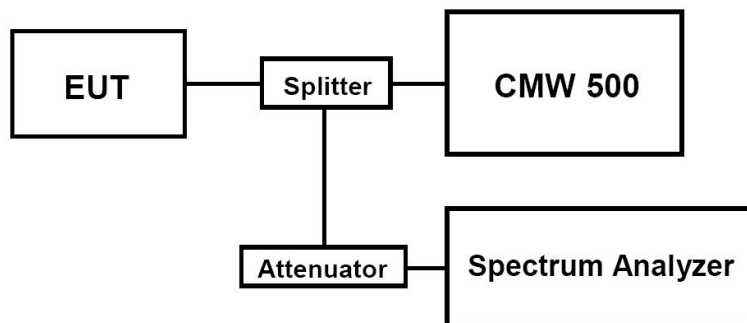 EUT
Splitter
CMW 500
Attenuator
Spectrum Analyzer